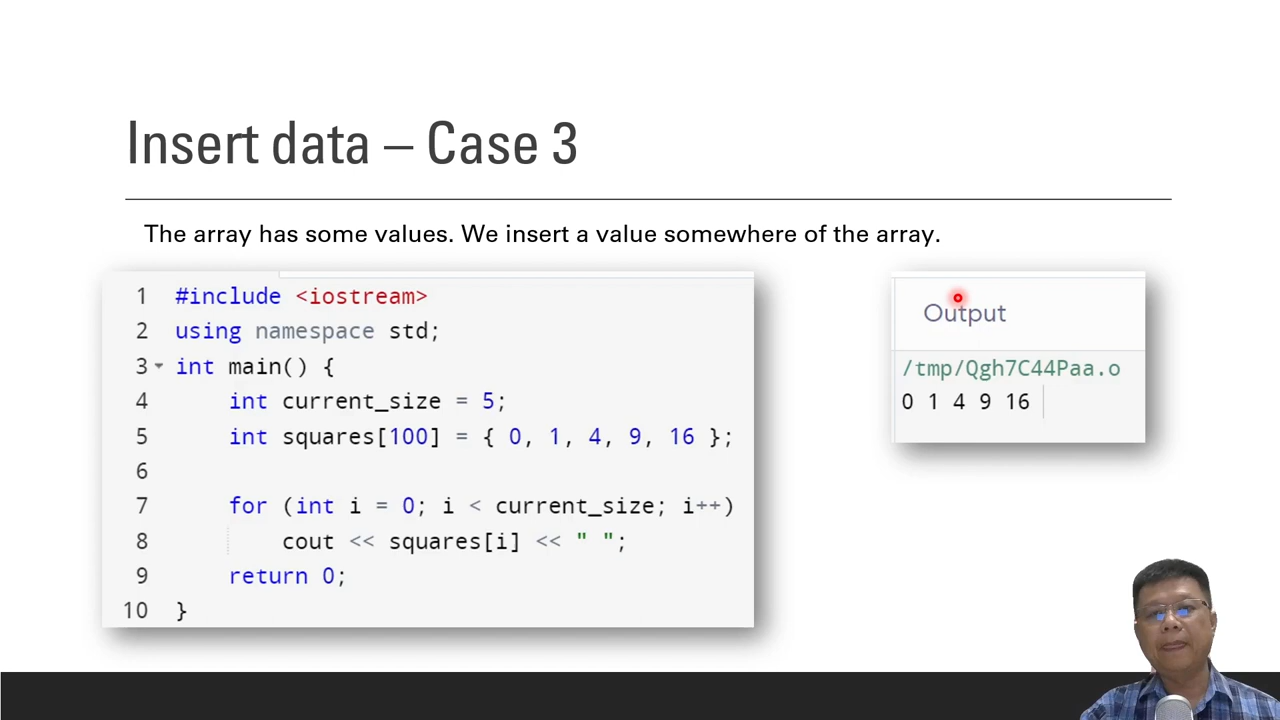 Insert data – Case 3
The array has some values. We insert a value somewhere of the array.
1 #include <iostream>
2 using namespace std;
3 int main() {
4 int current_size = 5;
5 int squares[100] = { 0, 1, 4, 9, 16 };
6
7 for (int i = 0; i < current_size; i++)
8 cout << squares[i] << " ";
9 return 0;
10 }
Output
/tmp/Qgh7C44Paa.o
0 1 4 9 16